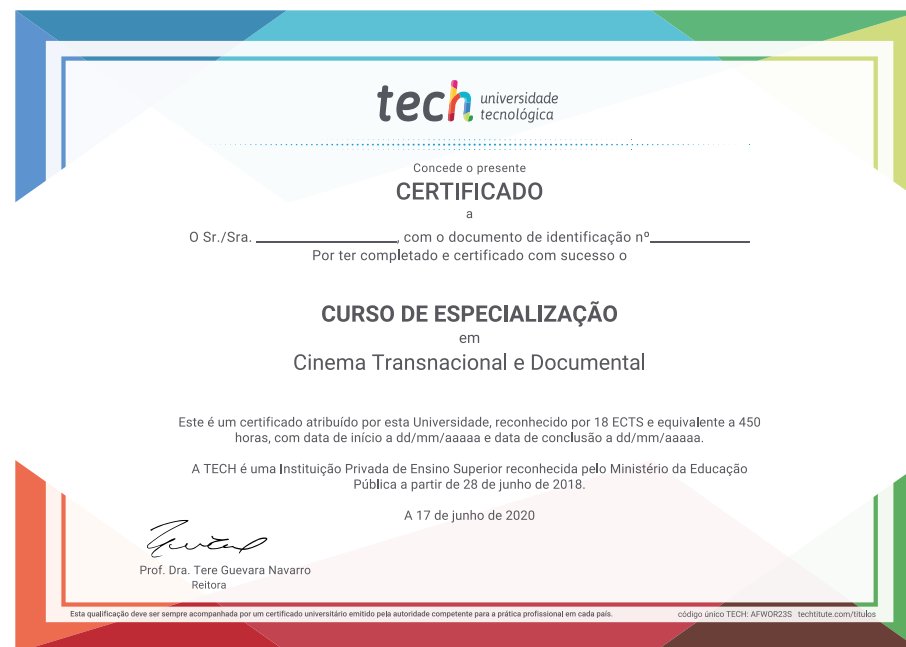 tech universidade
tecnológica
Concede o presente
CERTIFICADO
a
O Sr./Sra. ________________, com o documento de identificação nº____________
Por ter completado e certificado com sucesso o
CURSO DE ESPECIALIZAÇÃO
em
Cinema Transnacional e Documental
Este é um certificado atribuído por esta Universidade, reconhecido por 18 ECTS e equivalente a 450
horas, com data de início a dd/mm/aaaaa e data de conclusão a dd/mm/aaaaa.
A TECH é uma Instituição Privada de Ensino Superior reconhecida pelo Ministério da Educação
Pública a partir de 28 de junho de 2018.
A 17 de junho de 2020
Prof. Dra. Tere Guevara Navarro
Reitora
Esta qualificação deve ser sempre acompanhada por um certificado universitário emitido pela autoridade competente para a prática profissional em cada país.
código único TECH: AFWOR23S techtitute.com/titulos